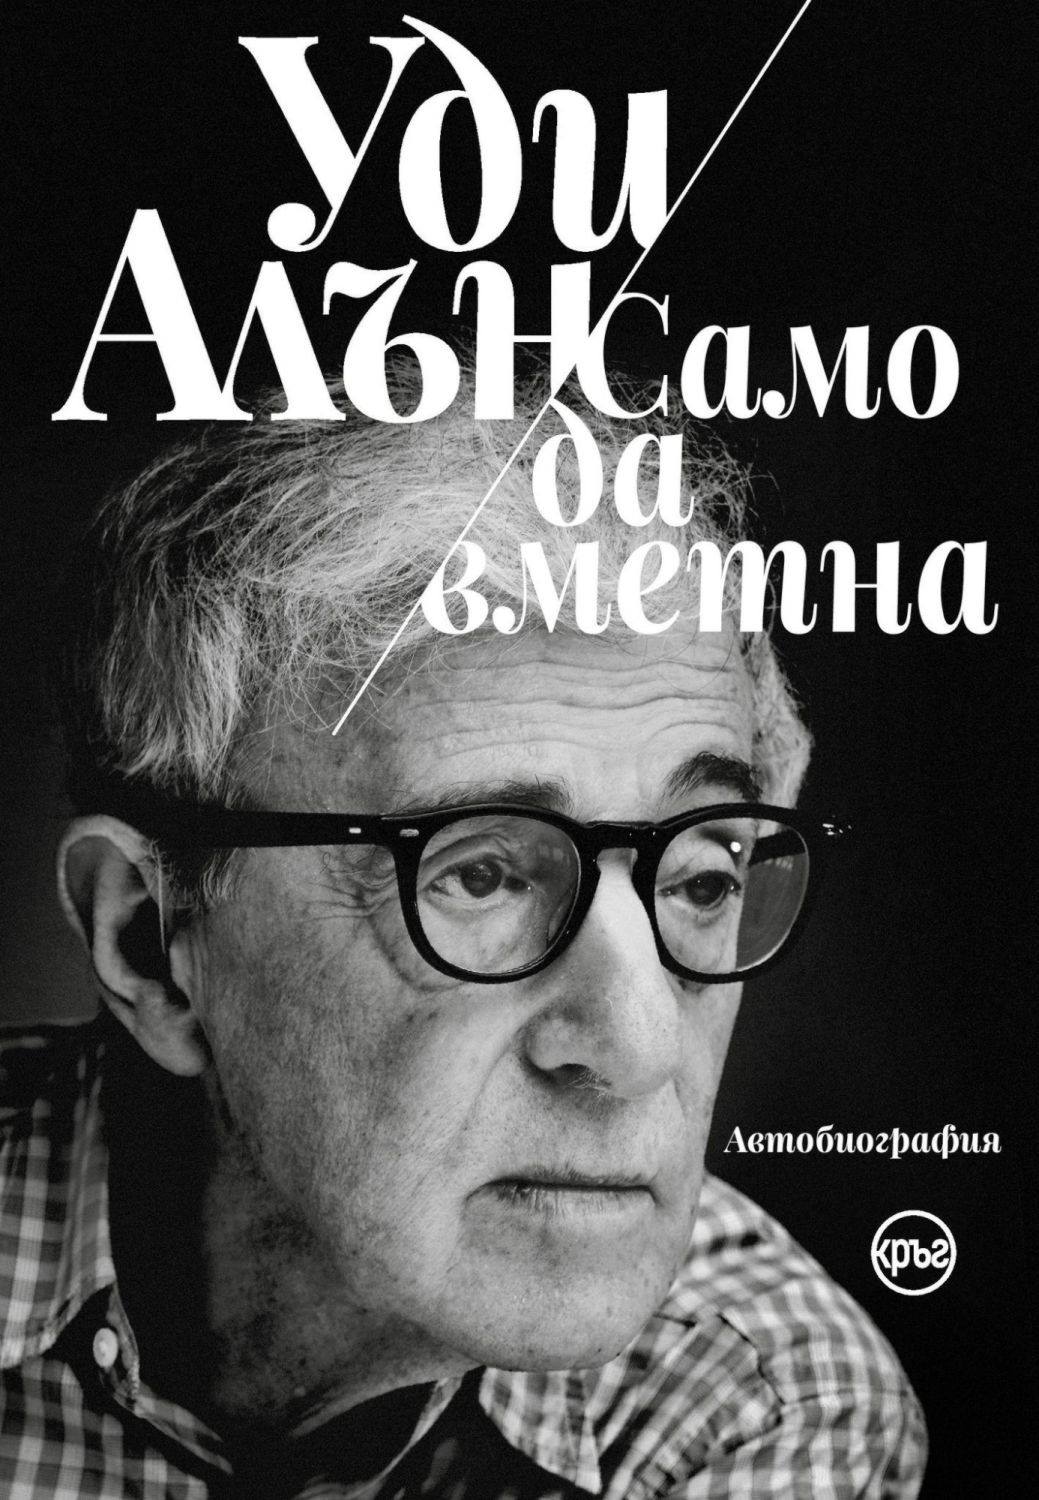 Уди
Алън
Само
да
вметна
Автобиография
кръг